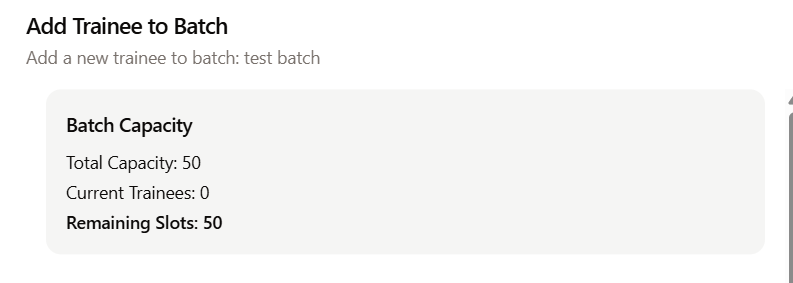 Add Trainee to Batch
Add a new trainee to batch: test batch
Batch Capacity
Total Capacity: 50
Current Trainees: 0
Remaining Slots: 50